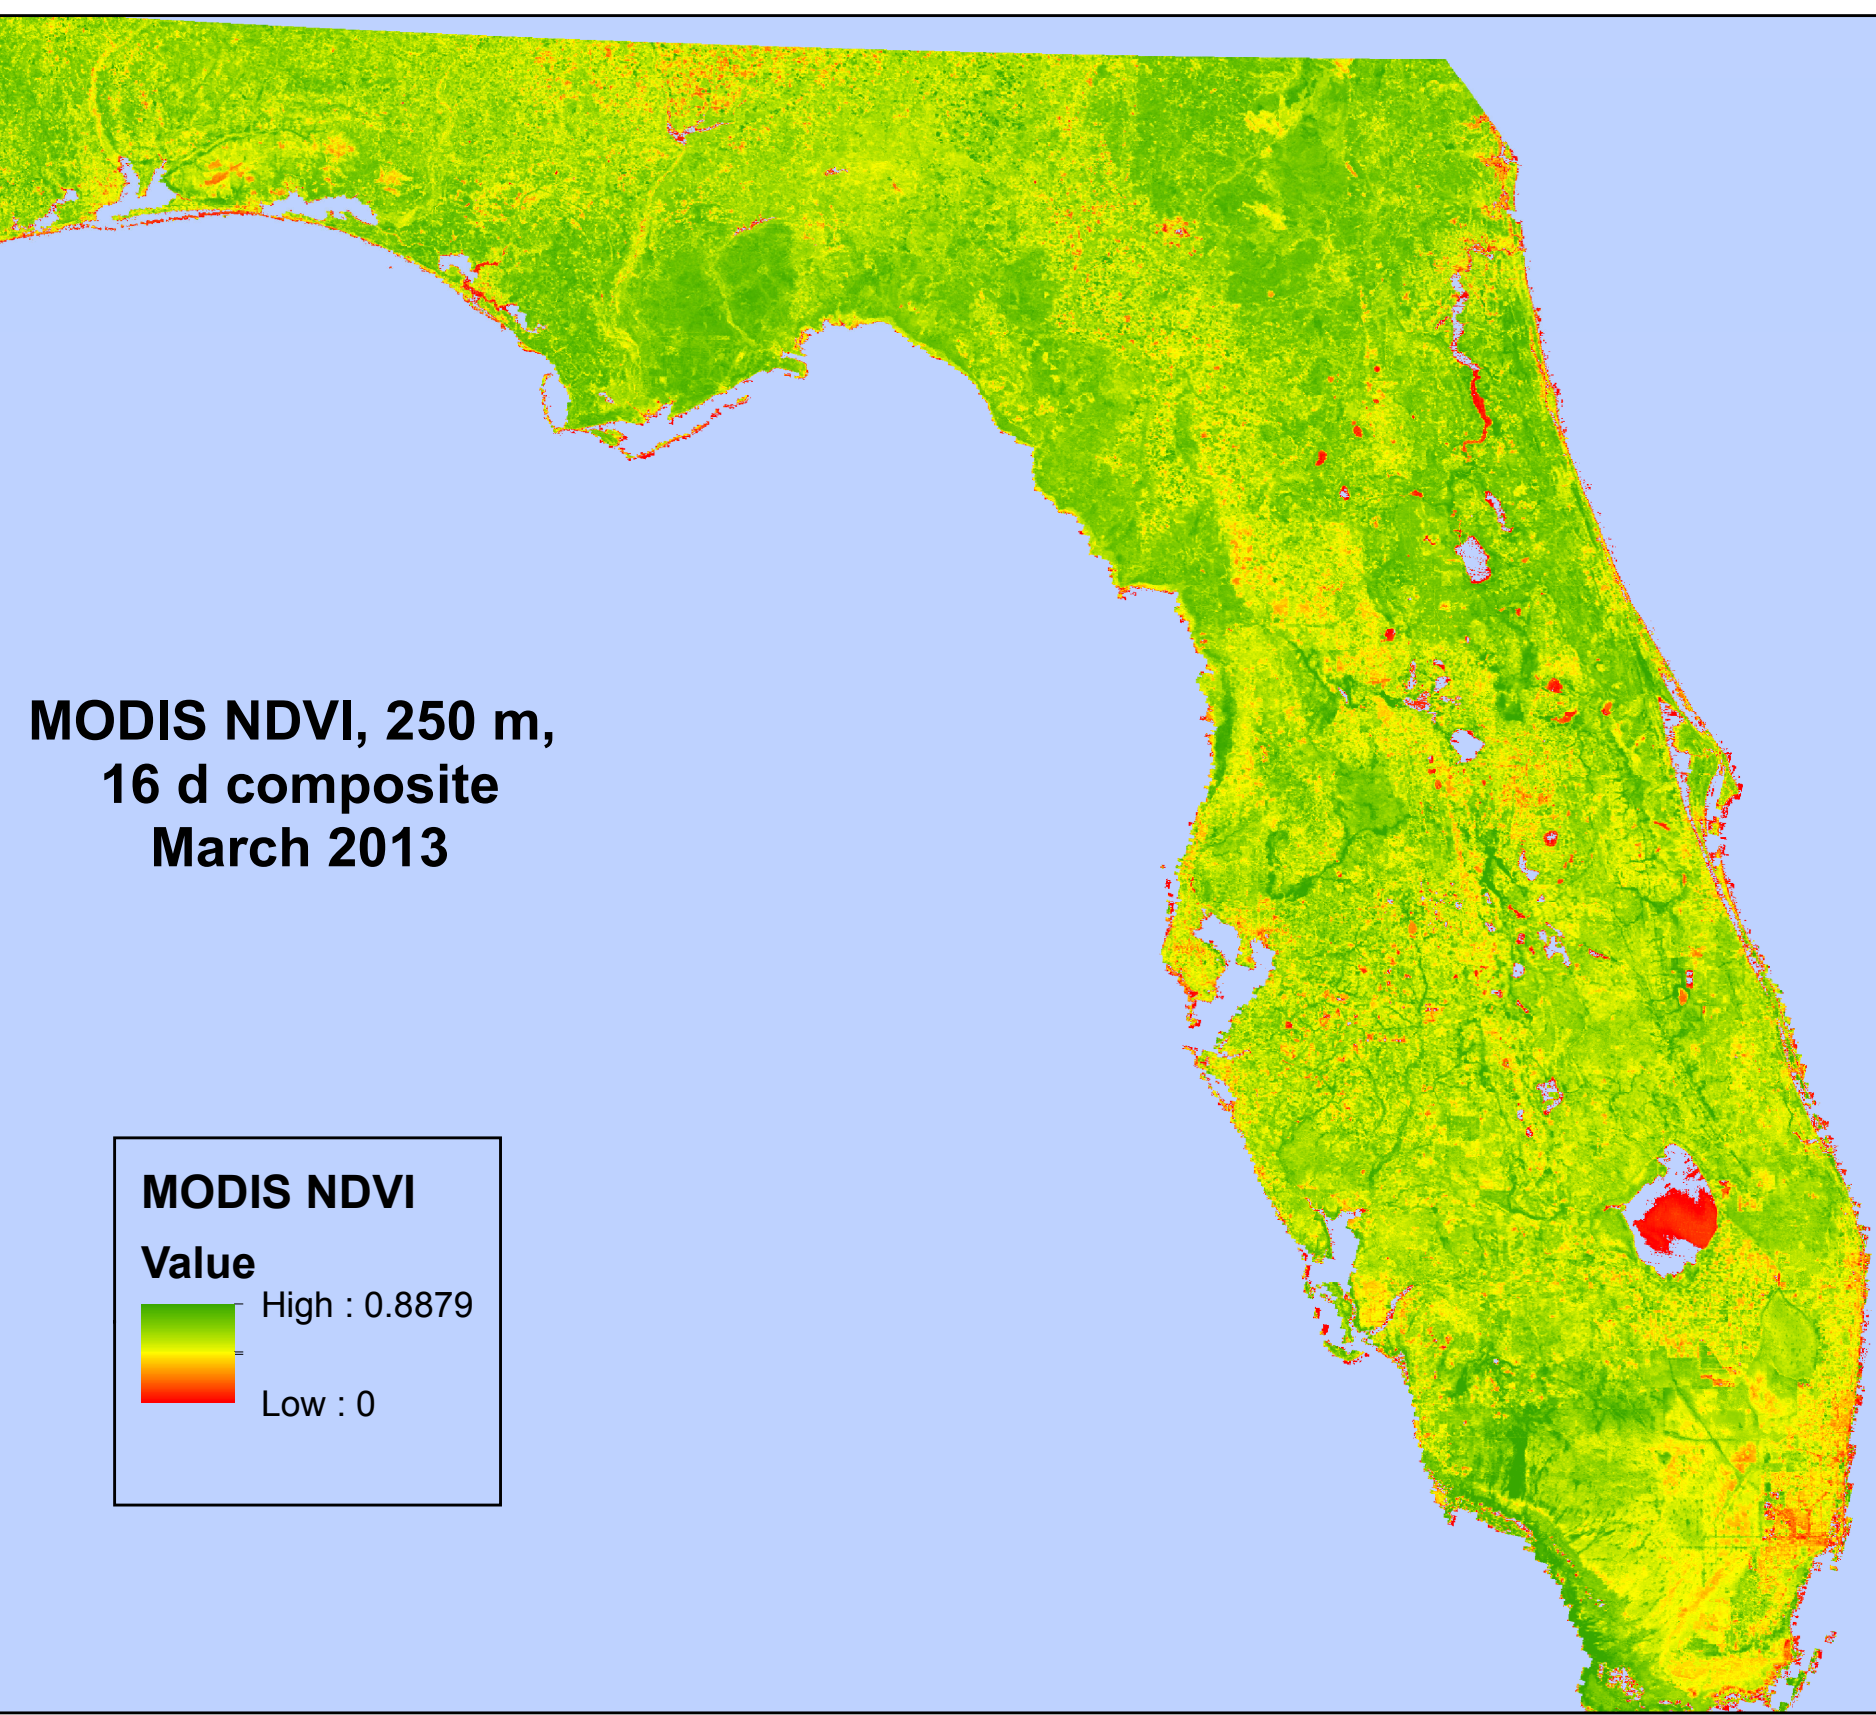 MODIS NDVI, 250 m,
16 d composite
March 2013
MODIS NDVI
Value
High : 0.8879
Low : 0